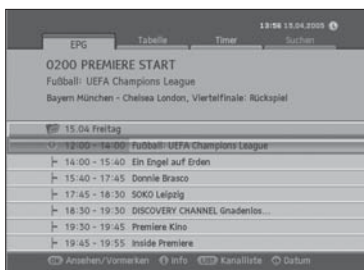 13:56 15.04.2005
EPG Tabelle Timer Suchen
0200 PREMIERE START
Fußball: UEFA Champions League
Bayern München - Chelsea London, Viertelfinale: Rückspiel
15.04 Freitag
12:00 - 14:00 Fußball: UEFA Champions League
14:00 - 15:40 Ein Engel auf Erden
15:40 - 17:45 Donnie Brasco
17:45 - 18:30 SOKO Leipzig
18:30 - 19:30 DISCOVERY CHANNEL Gnadenlos...
19:30 - 19:45 Premiere Kino
19:45 - 19:55 Inside Premiere
OK Ansehen/Vormerken Info LIST Kanalliste Datum